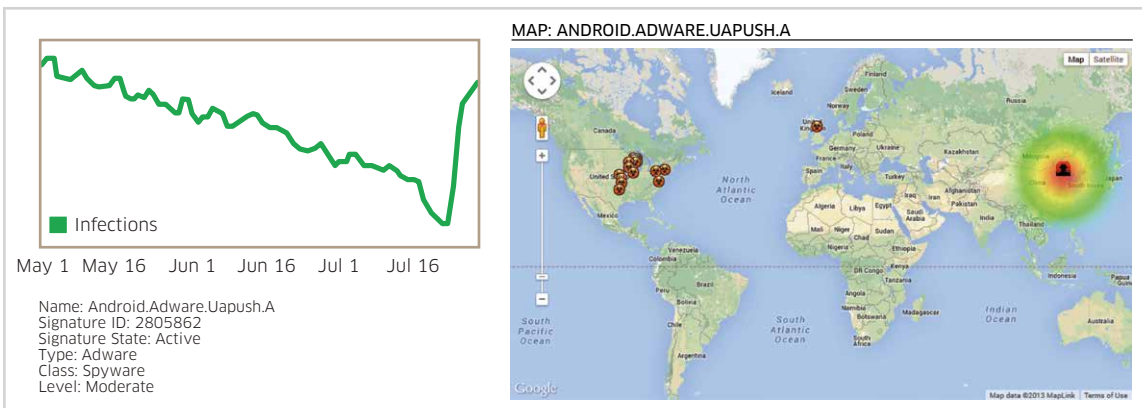 Infections
May 1 May 16 Jun 1 Jun 16 Jul 1 Jul 16
Name: Android.Adware.Uapush.A
Signature ID: 2805862
Signature State: Active
Type: Adware
Class: Spyware
Level: Moderate
MAP: ANDROID.ADWARE.UAPUSH.A
Map Satellite
Iceland
Finland
Sweden
Norway
Russia
Canada
Poland
Germany
Ukraine
Kazakhstan
Mongolia
France
Italy
Spain
Turkey
United
North
Atlantic
Ocean
Afghanistan
China
South Korea
Japan
Iraq
Iran
Pakistan
Mexico
Algeria
Libya
Egypt
Saudi
Arabia
India
Thailand
Mali
Niger
Chad
Sudan
Nigeria
Ethiopia
Venezuela
Colombia
DR Congo
Kenya
Tanzania
Indonesia
Papua
Peru
Brazil
Bolivia
Angola
Namibia
Botswana
Madagascar
Chile
South
Pacific
Ocean
South
Atlantic
Ocean
Indian
Ocean
Australia
South
Africa
Argentina
Google
Map data ©2013 MapLink Terms of Use